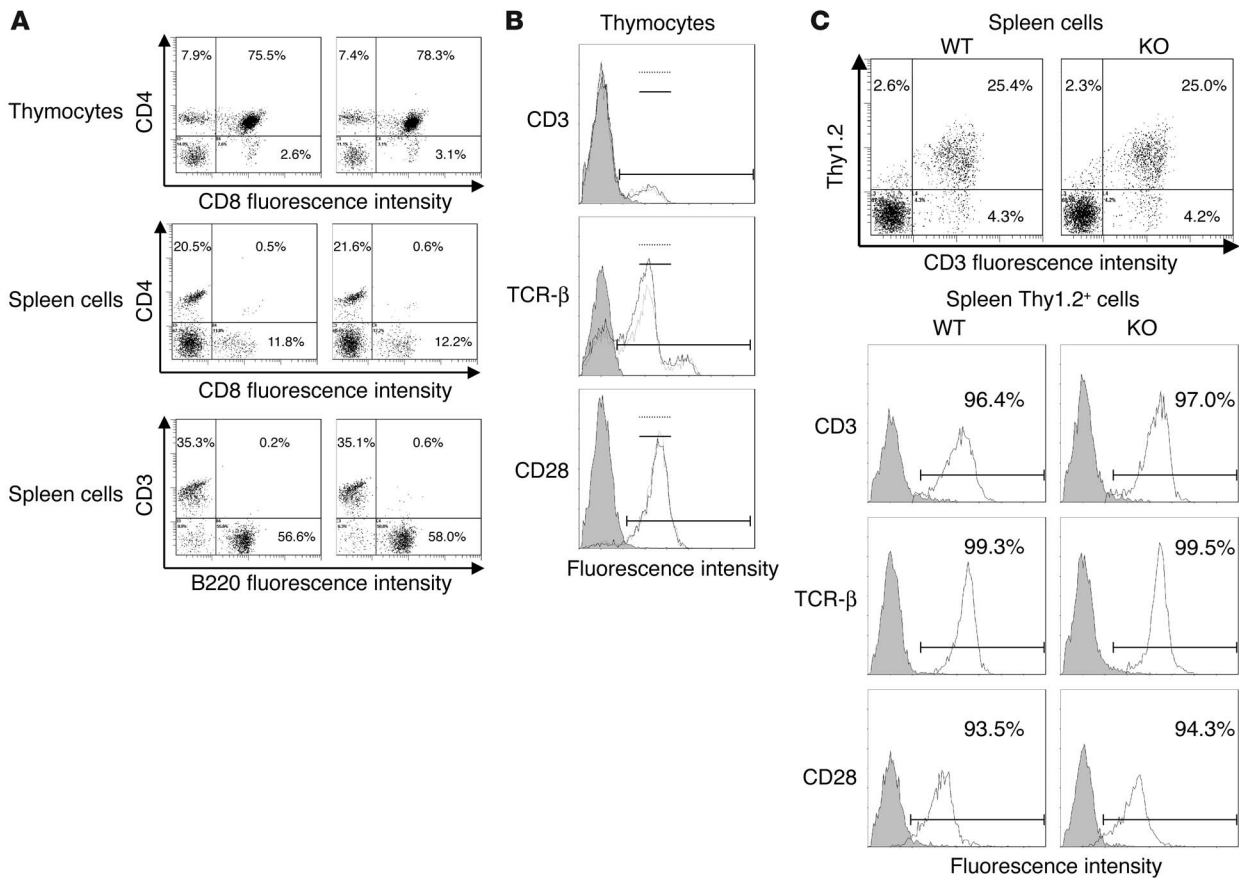 A
7.9% 75.5% 7.4% 78.3%
Thymocytes
CD4
2.6% 3.1%
CD8 fluorescence intensity
20.5% 0.5% 21.6% 0.6%
Spleen cells
CD4
11.8% 12.2%
CD8 fluorescence intensity
35.3% 0.2% 35.1% 0.6%
Spleen cells
CD3
56.6% 58.0%
B220 fluorescence intensity
B
Thymocytes
CD3
TCR-β
CD28
Fluorescence intensity
C
Spleen cells
WT KO
2.6% 25.4% 2.3% 25.0%
Thy1.2
4.3% 4.2%
CD3 fluorescence intensity
Spleen Thy1.2⁺ cells
WT KO
96.4% 97.0%
CD3
99.3% 99.5%
TCR-β
93.5% 94.3%
CD28
Fluorescence intensity